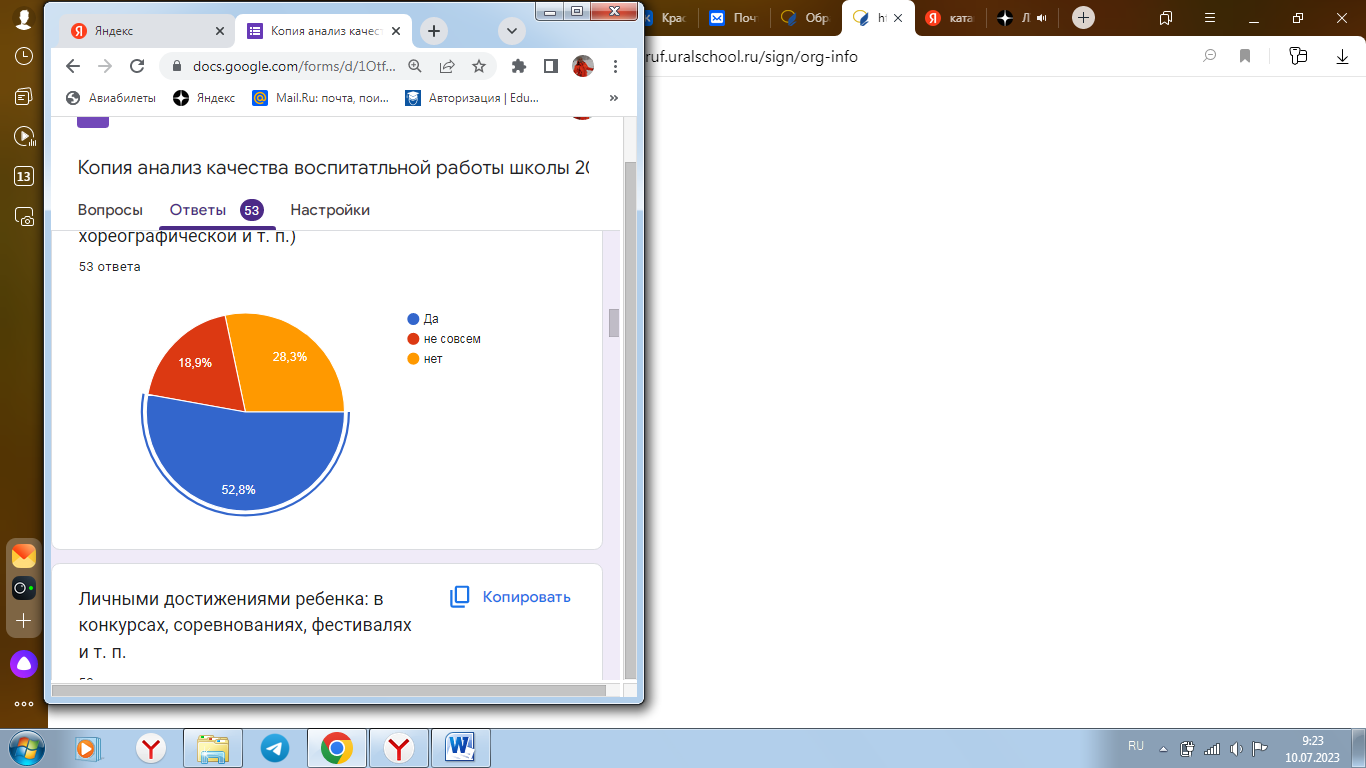 Яндекс
Копия анализ качест
docs.google.com/forms/d/1Otf...
Авиабилеты
Яндекс
Mail.Ru: почта, пои...
Авторизация | Edu...
»
Копия анализ качества воспитатльной работы школы 20
Вопросы
Ответы 53
Настройки
хореографической и т. п.)
53 ответа
Да
не совсем
нет
18,9%
28,3%
52,8%
Личными достижениями ребенка: в
конкурсах, соревнованиях, фестивалях
и т. п.
Копировать
Крас
Почт
Обр
ht
ката
Л
ruf.uralschool.ru/sign/org-info
13
RU
9:23
10.07.2023